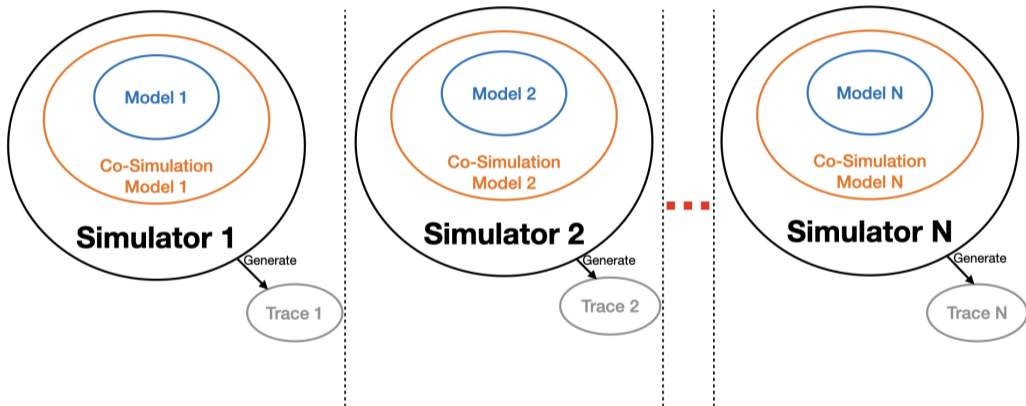 Model 1
Co-Simulation
Model 1
Simulator 1
Generate
Trace 1
Model 2
Co-Simulation
Model 2
Simulator 2
Generate
Trace 2
Model N
Co-Simulation
Model N
Simulator N
Generate
Trace N